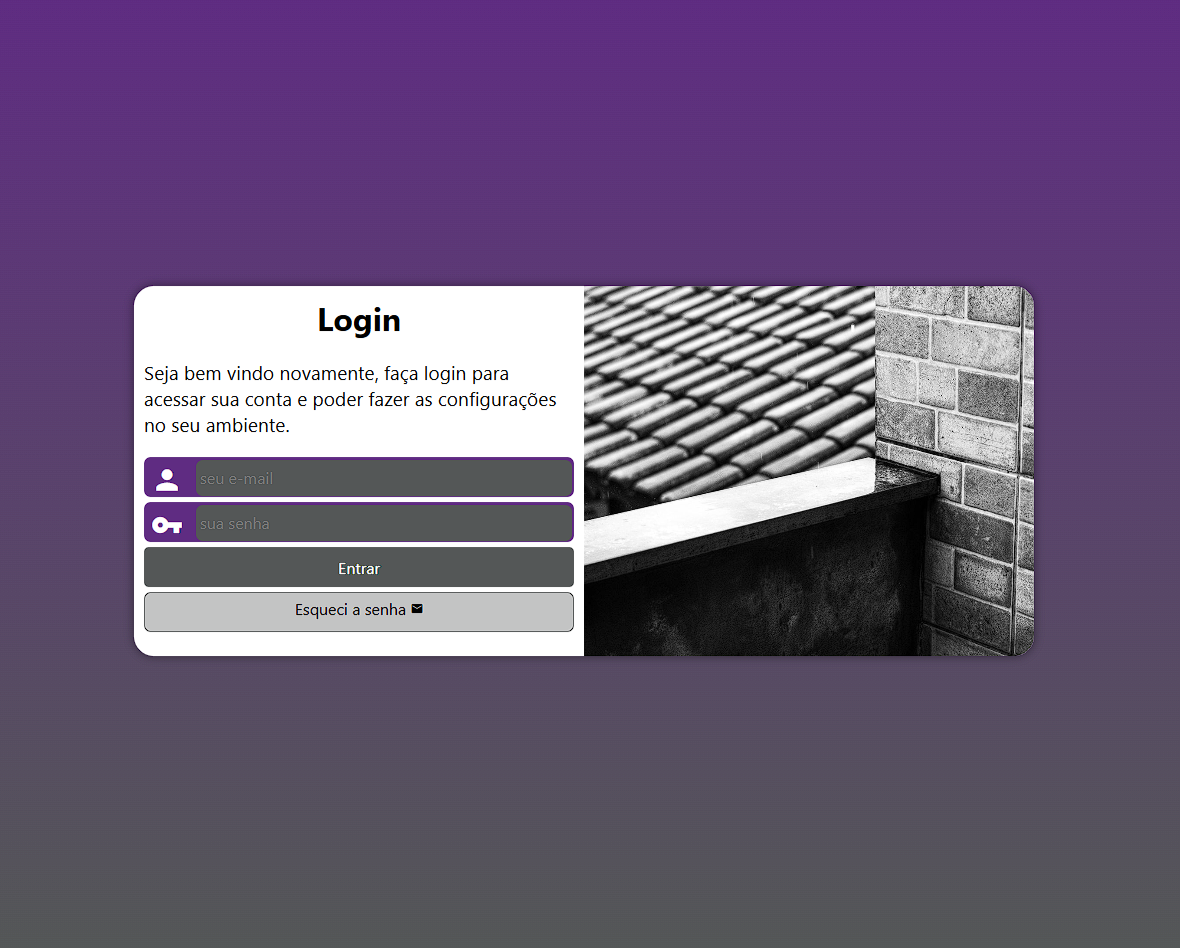 Login
Seja bem vindo novamente, faça login para
acessar sua conta e poder fazer as configurações
no seu ambiente.
seu e-mail
sua senha
Entrar
Esqueci a senha